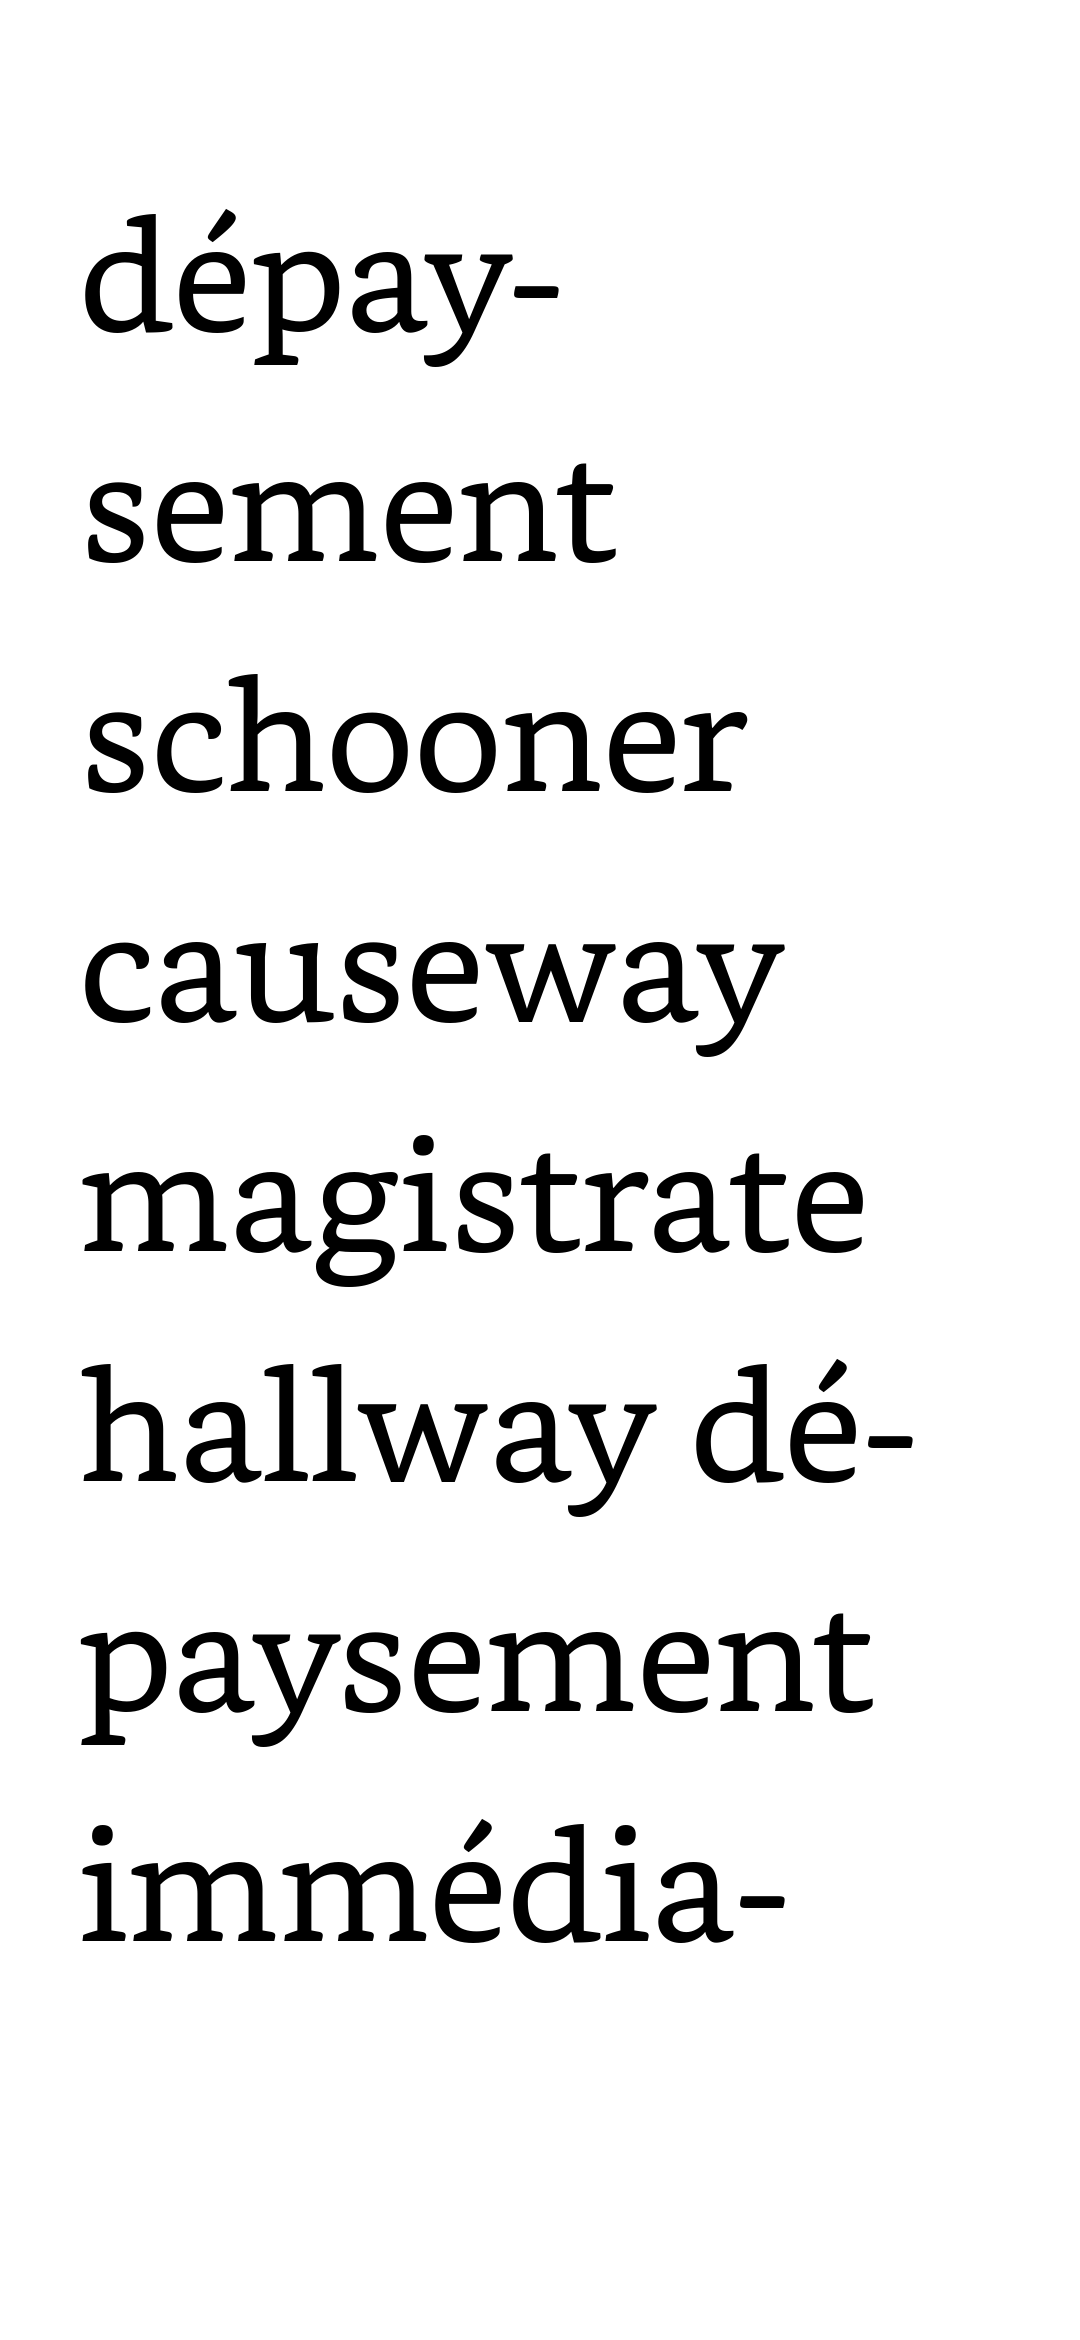 dépay-
sement
schooner
causeway
magistrate
hallway dé-
paysement
immédia-